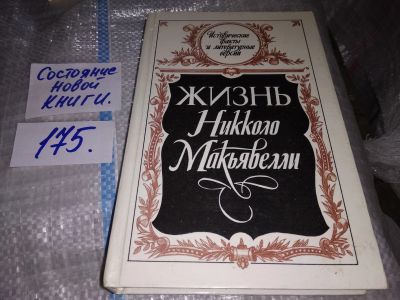 Состояние
Новой
Книги.
175.
Исторические
факты
и литературные
версии
ЖИЗНЬ
Никколо
Макьявелли